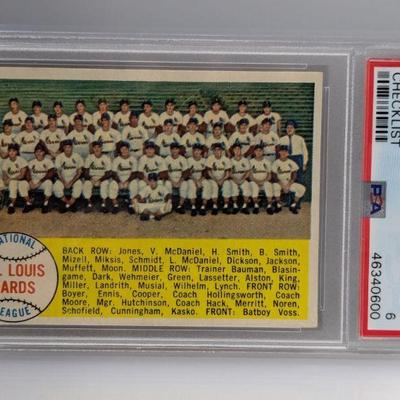 NATIONAL
. LOUIS
ARDS
LEAGUE
BACK ROW: Jones, V. McDaniel, H. Smith, B. Smith,
Mizell, Miksis, Schmidt, L. McDaniel, Dickson, Jackson,
Muffett, Moon. MIDDLE ROW: Trainer Bauman, Blasin-
game, Dark, Wehmeier, Green, Lassetter, Alston, King,
Miller, Landrith, Musial, Wilhelm, Lynch. FRONT ROW:
Boyer, Ennis, Cooper, Coach Hollingsworth, Coach
Moore, Mgr. Hutchinson, Coach Hack, Merritt, Noren,
Schofield, Cunningham, Kasko. FRONT: Batboy Voss.
CHECKLIST
PSA
6
46340600